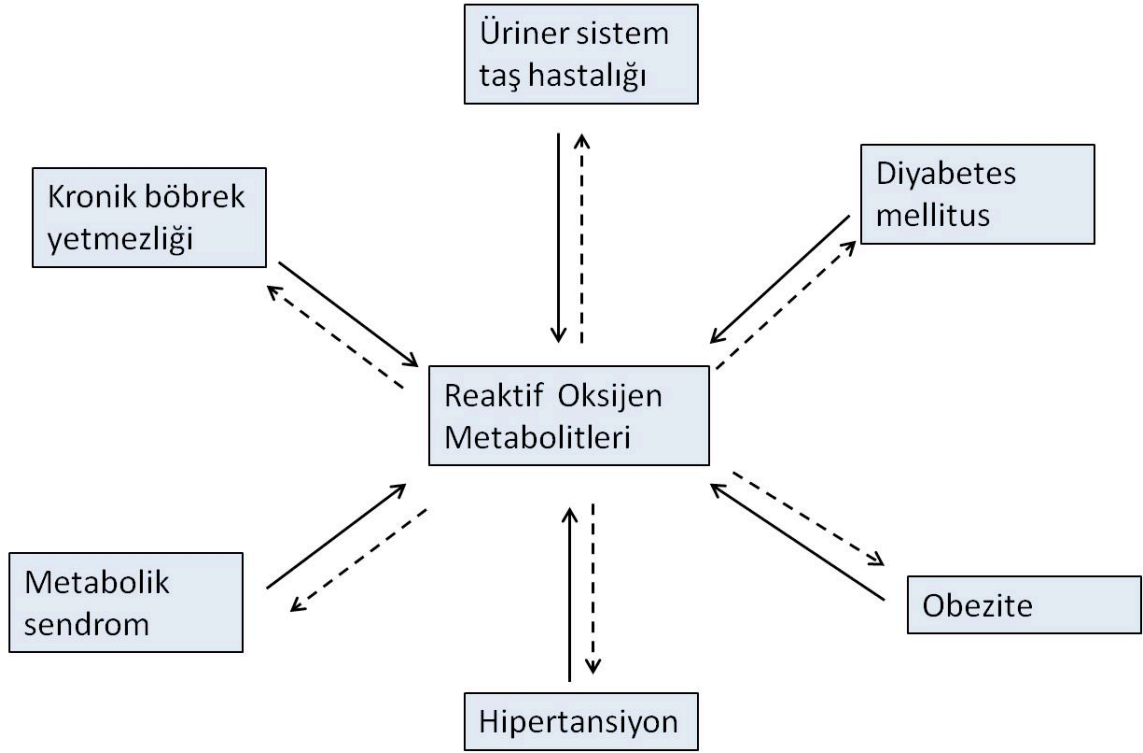 Üriner sistem
taş hastalığı
Kronik böbrek
yetmezliği
Diyabetes
mellitus
Reaktif Oksijen
Metabolitleri
Metabolik
sendrom
Obezite
Hipertansiyon